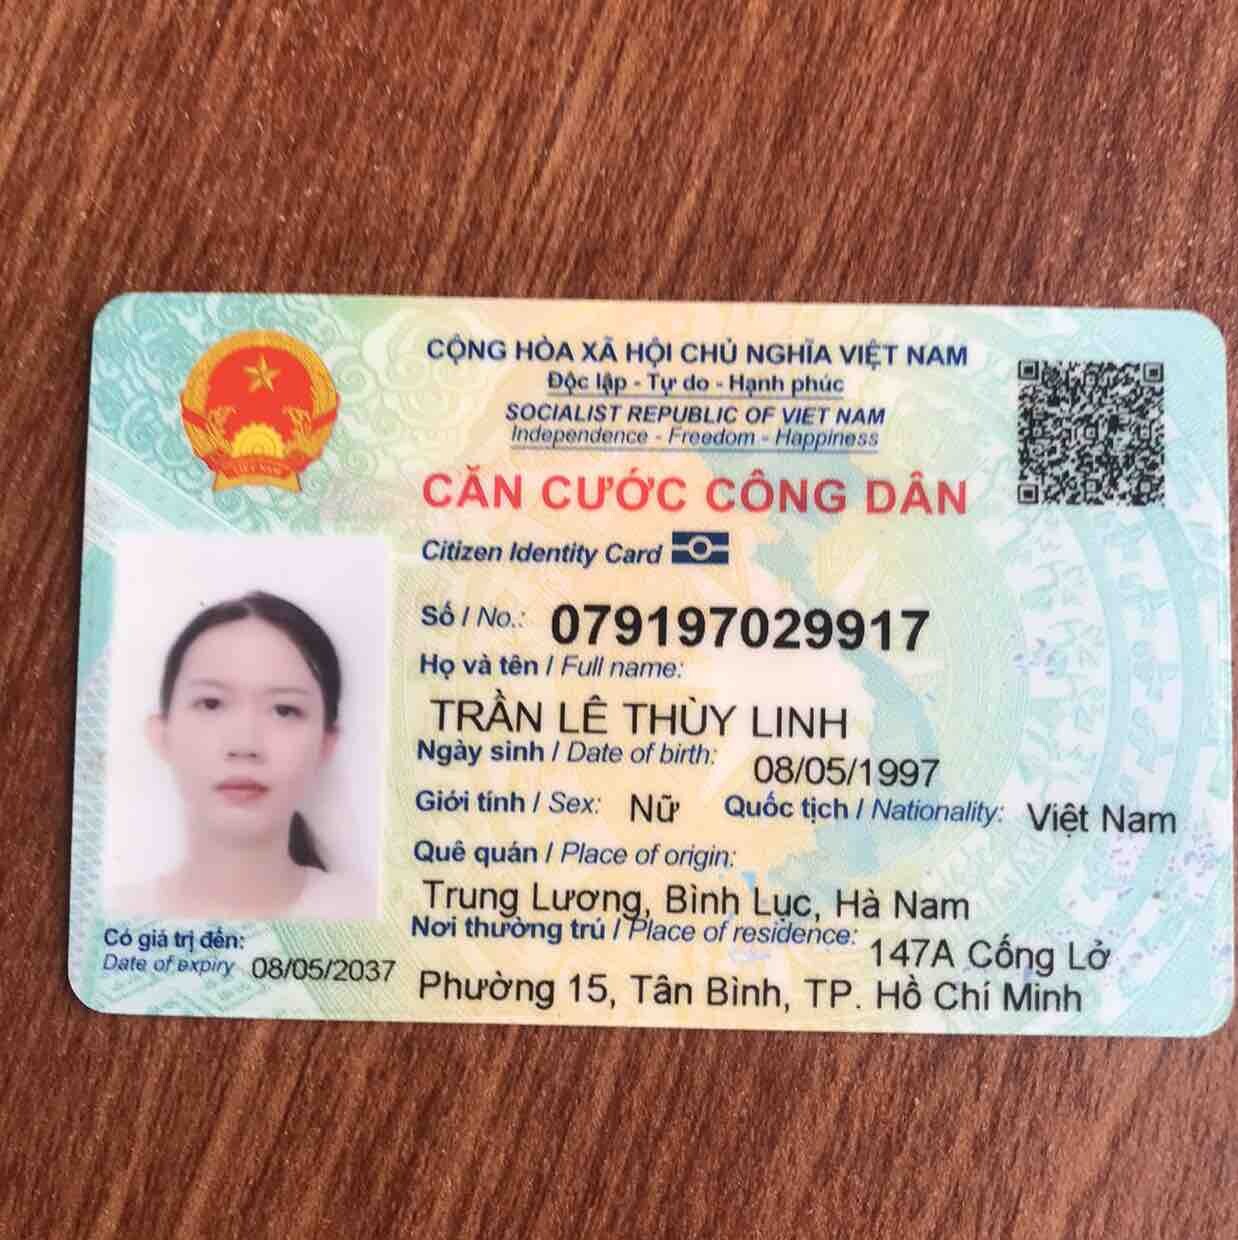 CỘNG HÒA XÃ HỘI CHỦ NGHĨA VIỆT NAM
Độc lập - Tự do - Hạnh phúc
SOCIALIST REPUBLIC OF VIET NAM
Independence - Freedom - Happiness
CĂN CƯỚC CÔNG DÂN
Citizen Identity Card
Số / No.: 079197029917
Họ và tên / Full name:
TRẦN LÊ THÙY LINH
Ngày sinh / Date of birth: 08/05/1997
Giới tính / Sex: Nữ Quốc tịch / Nationality: Việt Nam
Quê quán / Place of origin:
Trung Lương, Bình Lục, Hà Nam
Nơi thường trú / Place of residence: 147A Cống Lở
Phường 15, Tân Bình, TP. Hồ Chí Minh
Có giá trị đến:
Date of expiry 08/05/2037